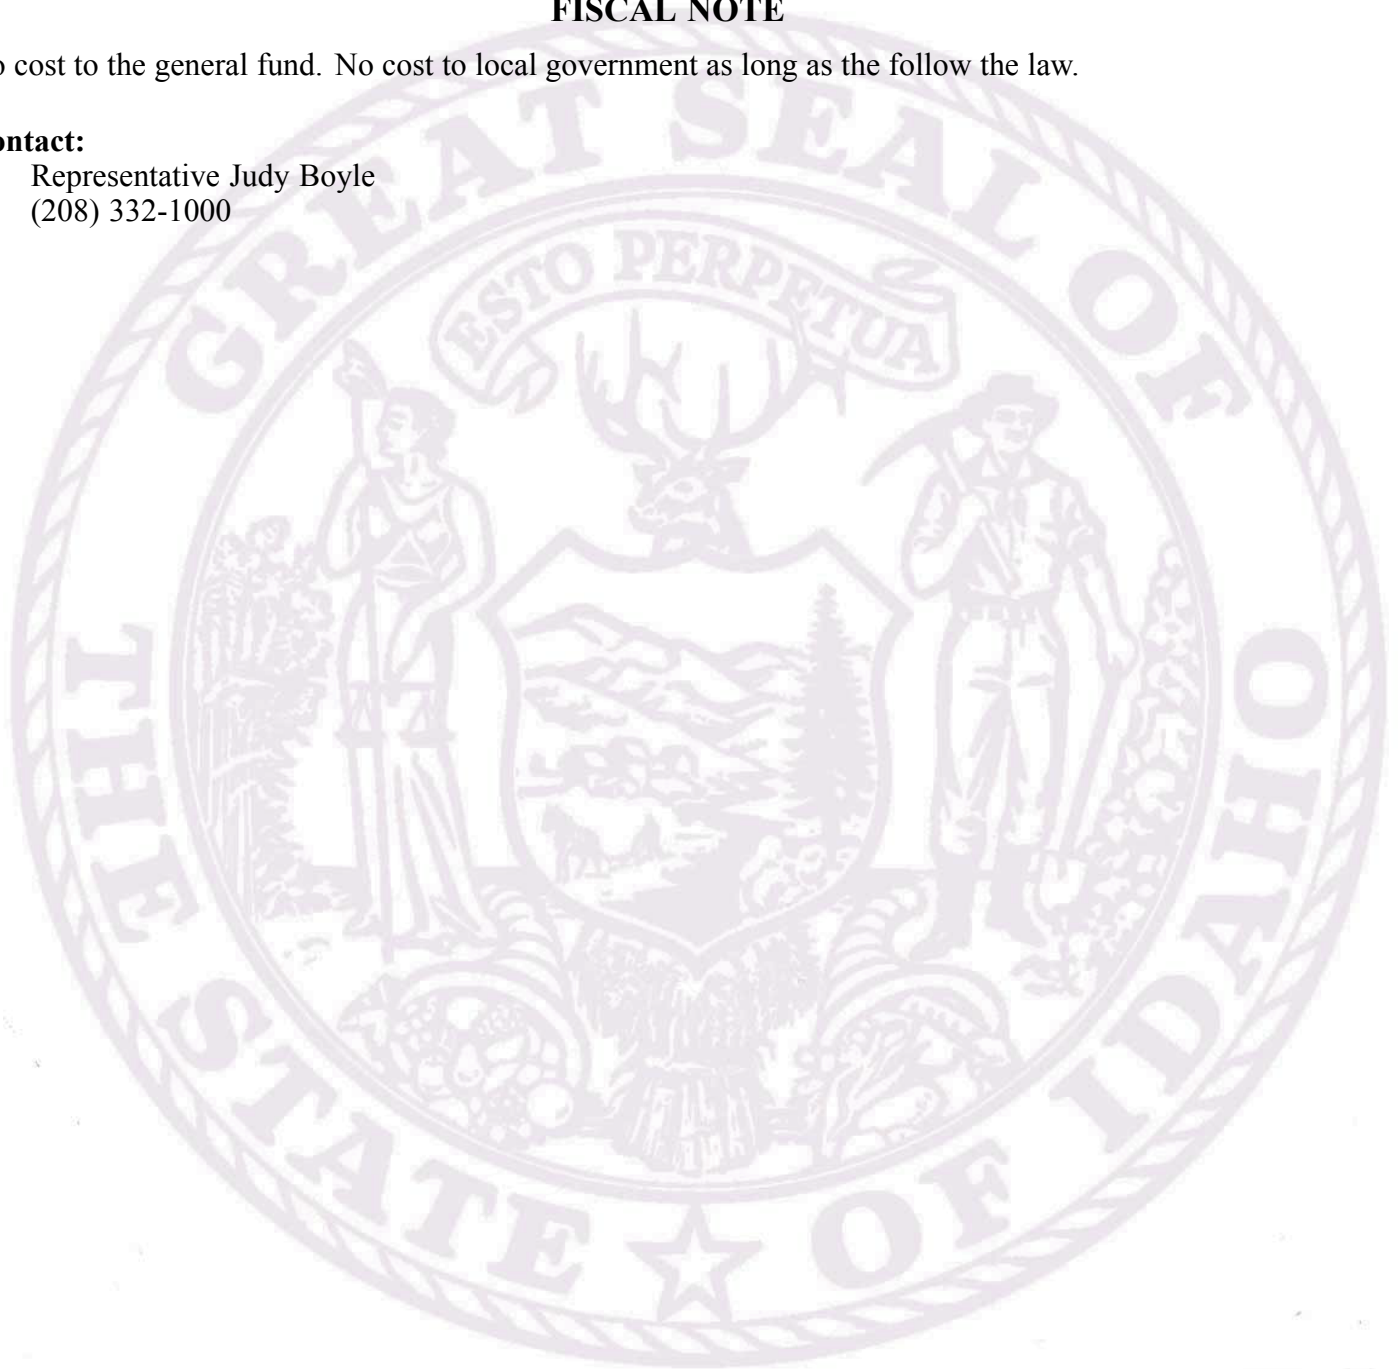 FISCAL NOTE
o cost to the general fund. No cost to local government as long as the follow the law.
ontact:
Representative Judy Boyle
(208) 332-1000
THE GREAT SEAL OF
STATE ☆ OF IDAHO
ESTO PERPETUA